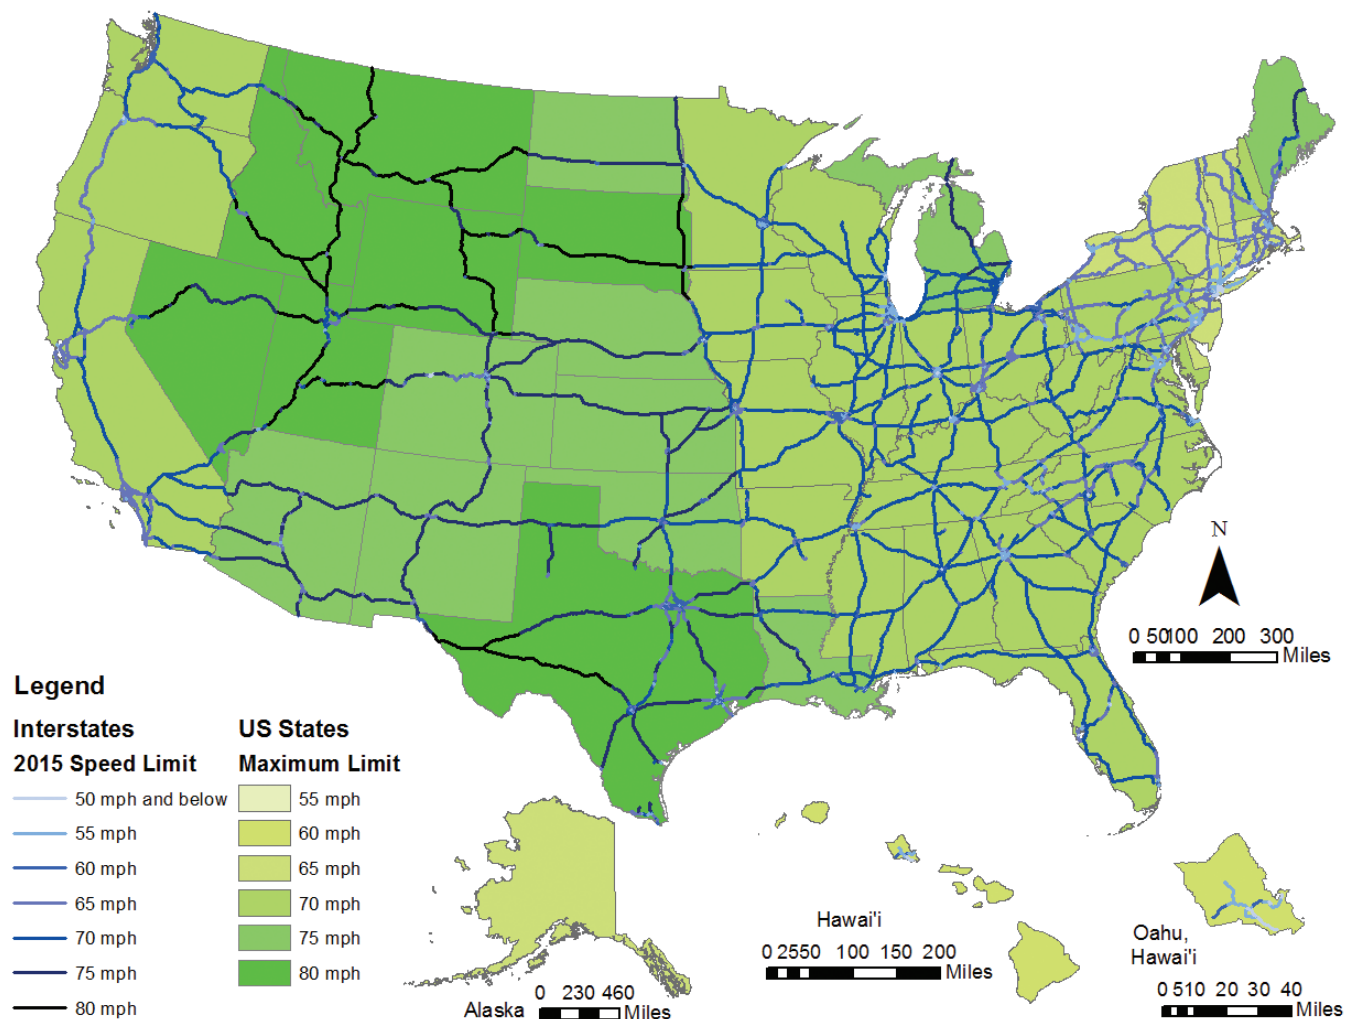 N
0 50100 200 300
Miles
Legend
Interstates
2015 Speed Limit
50 mph and below
55 mph
60 mph
65 mph
70 mph
75 mph
80 mph
US States
Maximum Limit
55 mph
60 mph
65 mph
70 mph
75 mph
80 mph
Alaska
0 230 460
Miles
Hawai'i
0 2550 100 150 200
Miles
Oahu,
Hawai'i
0 510 20 30 40
Miles